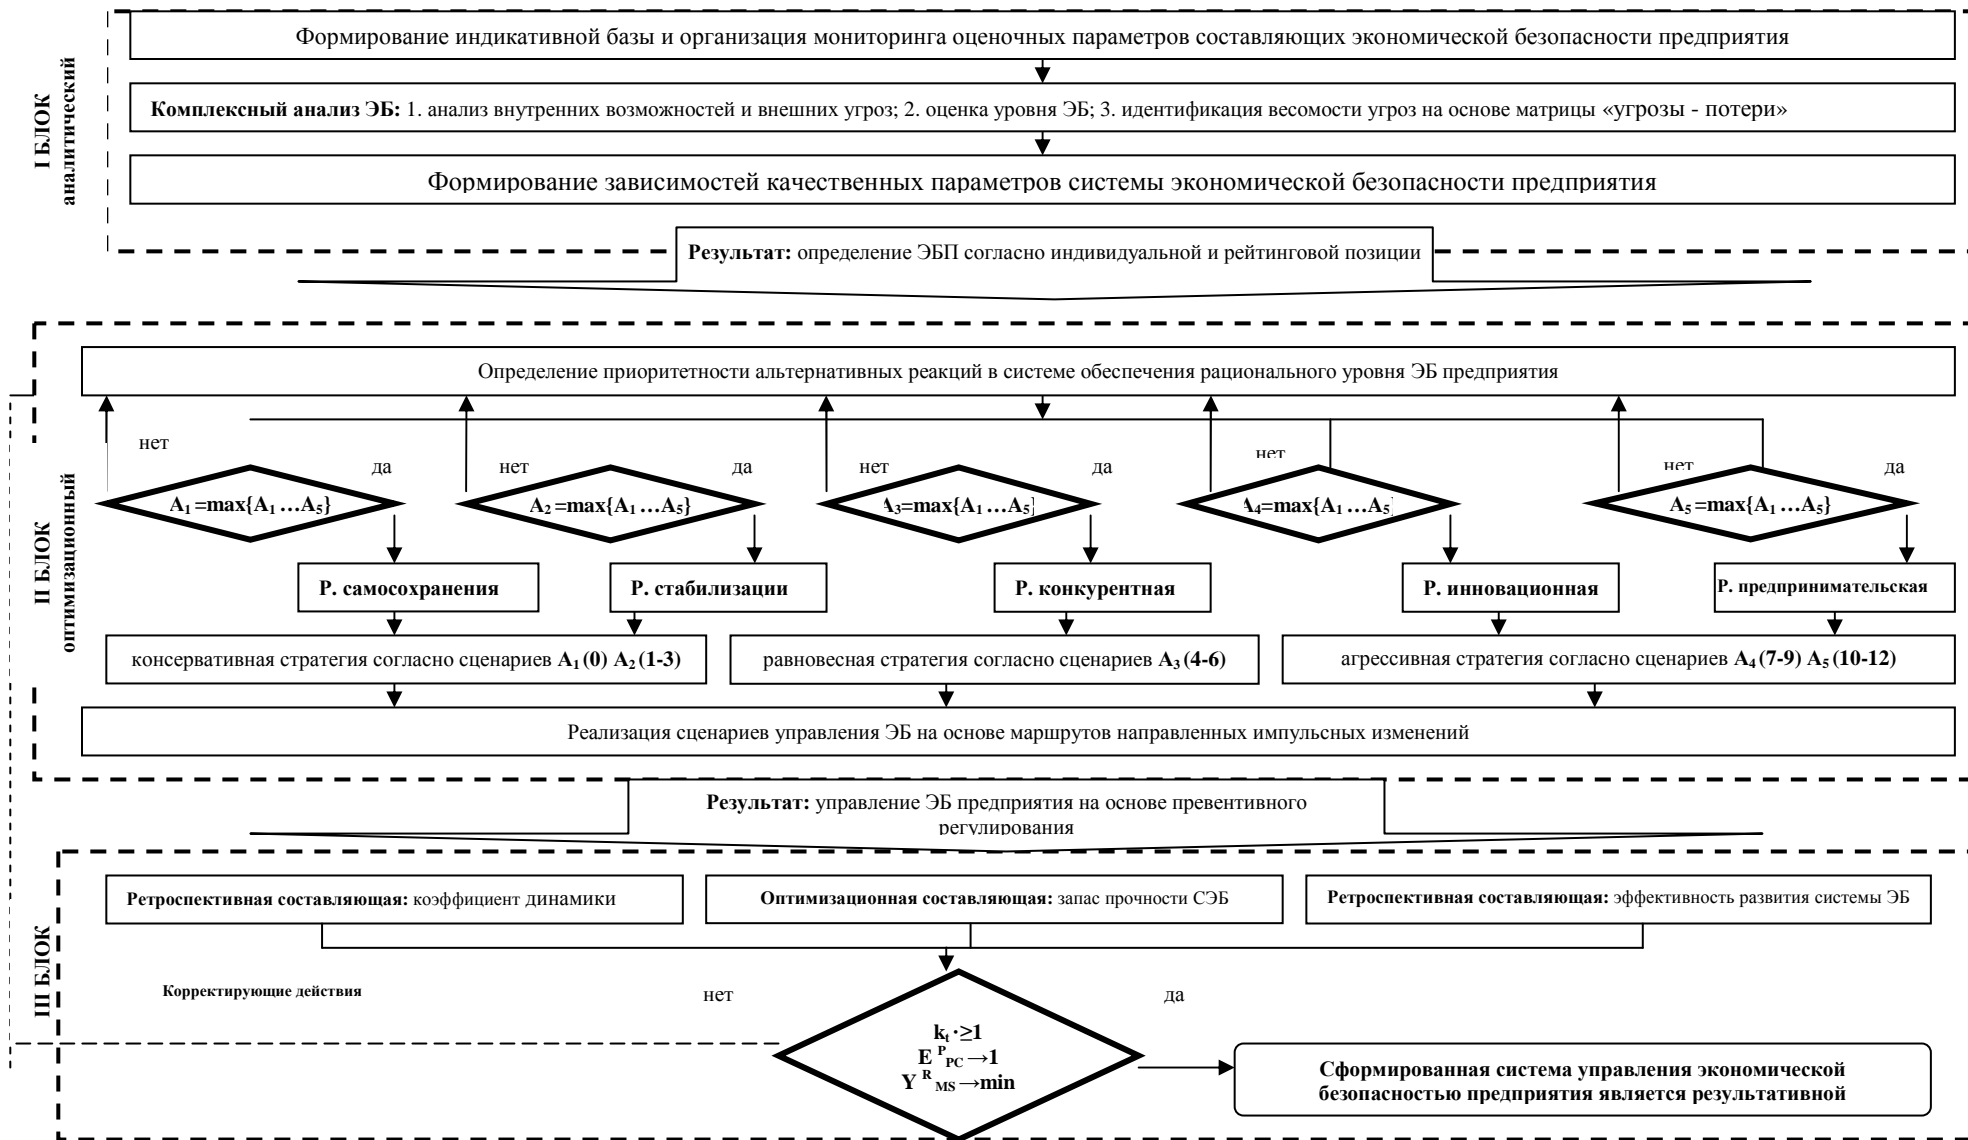 I БЛОК
аналитический
Формирование индикативной базы и организация мониторинга оценочных параметров составляющих экономической безопасности предприятия
Комплексный анализ ЭБ: 1. анализ внутренних возможностей и внешних угроз; 2. оценка уровня ЭБ; 3. идентификация весомости угроз на основе матрицы «угрозы - потери»
Формирование зависимостей качественных параметров системы экономической безопасности предприятия
Результат: определение ЭБП согласно индивидуальной и рейтинговой позиции
II БЛОК
оптимизационный
Определение приоритетности альтернативных реакций в системе обеспечения рационального уровня ЭБ предприятия
нет
да
нет
да
нет
да
нет
нет
да
A₁=max{A₁…A₅}
A₂=max{A₁…A₅}
A₃=max{A₁…A₅}
A₄=max{A₁…A₅}
A₅=max{A₁…A₅}
Р. самосохранения
Р. стабилизации
Р. конкурентная
Р. инновационная
Р. предпринимательская
консервативная стратегия согласно сценариев A₁(0) A₂(1-3)
равновесная стратегия согласно сценариев A₃(4-6)
агрессивная стратегия согласно сценариев A₄(7-9) A₅(10-12)
Реализация сценариев управления ЭБ на основе маршрутов направленных импульсных изменений
Результат: управление ЭБ предприятия на основе превентивного
регулирования
III БЛОК
Ретроспективная составляющая: коэффициент динамики
Оптимизационная составляющая: запас прочности СЭБ
Ретроспективная составляющая: эффективность развития системы ЭБ
Корректирующие действия
нет
да
kₜ·≥1
E ᴾ PC→1
Y ᴿ MS→min
Сформированная система управления экономической
безопасностью предприятия является результативной